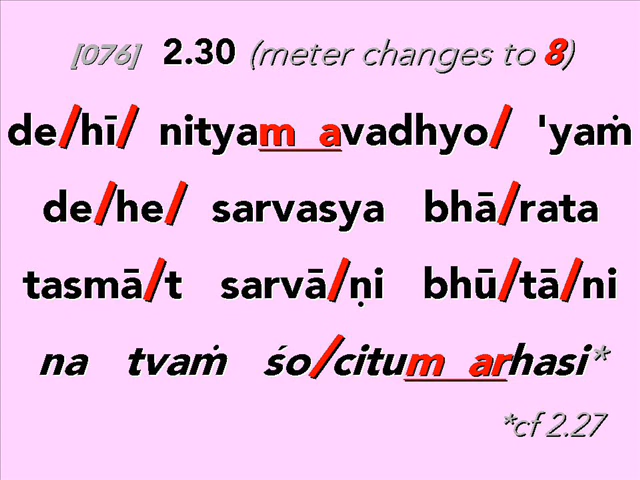 [076] 2.30 (meter changes to 8)
de/hī/ nityam avadhyo/ 'yaṁ
de/he/ sarvasya bhā/rata
tasmā/t sarvā/ṇi bhū/tā/ni
na tvaṁ śo/citum arhasi*
*cf 2.27